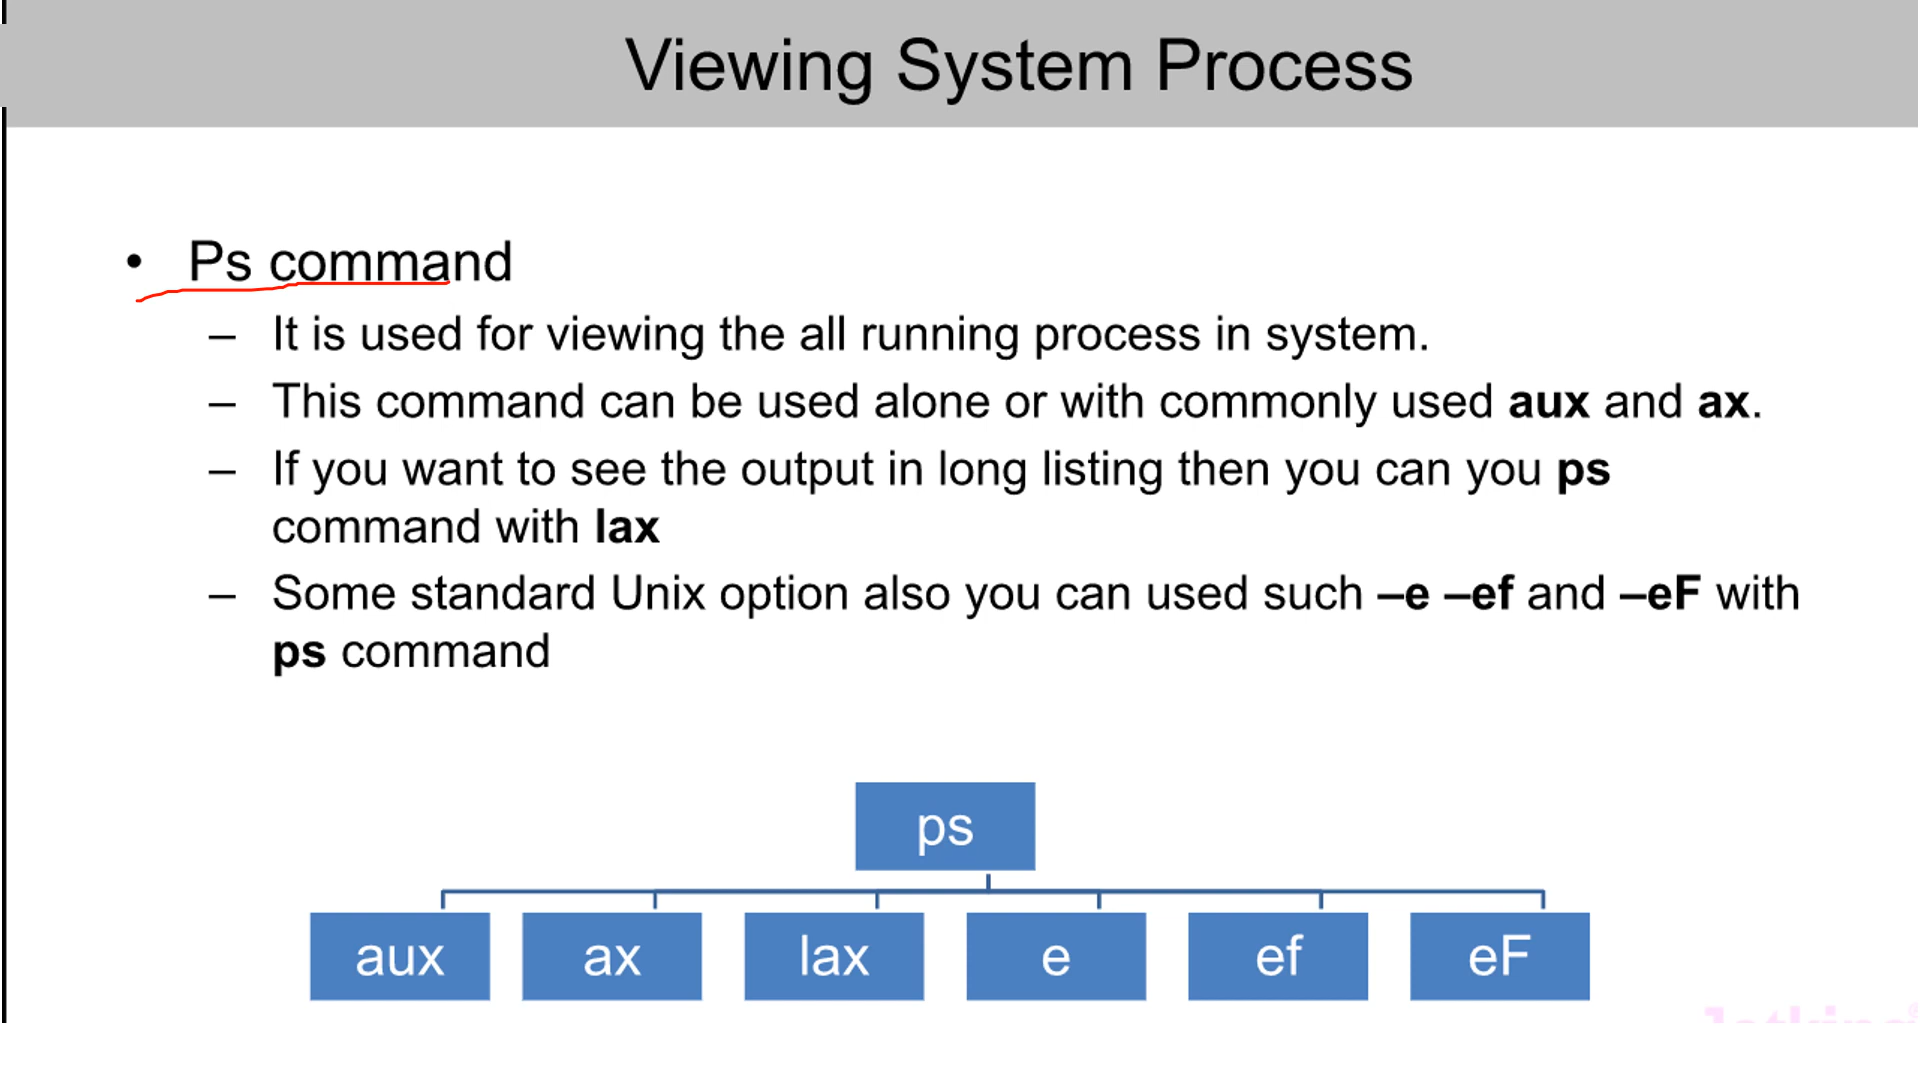 Viewing System Process
• Ps command
– It is used for viewing the all running process in system.
– This command can be used alone or with commonly used aux and ax.
– If you want to see the output in long listing then you can you ps
command with lax
– Some standard Unix option also you can used such –e –ef and –eF with
ps command
ps
aux ax lax e ef eF